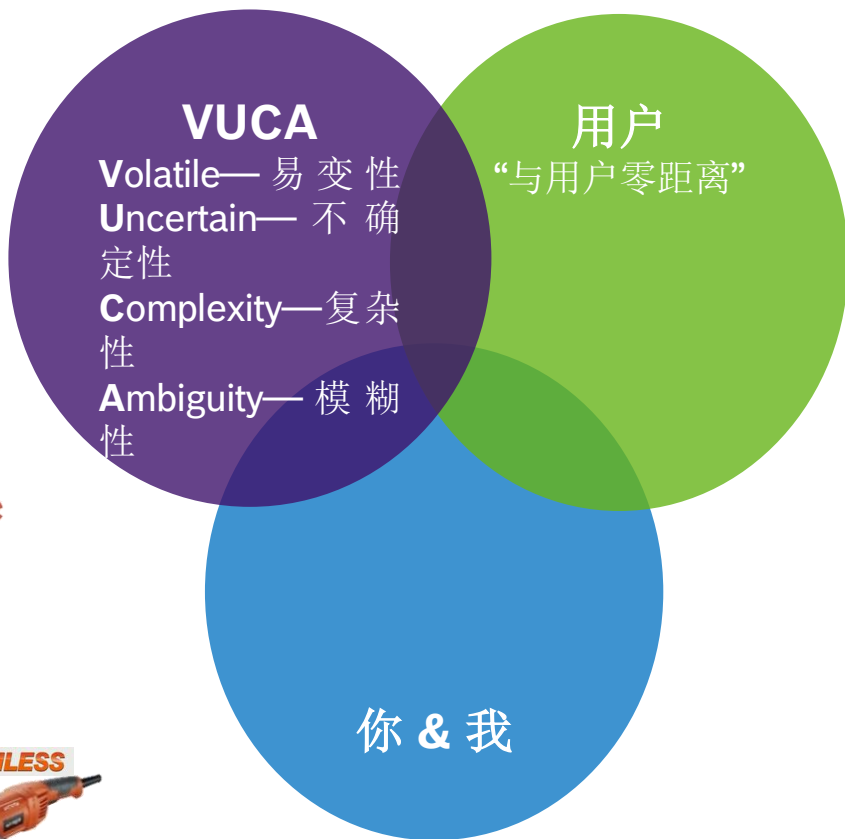 VUCA
Volatile— 易变性
Uncertain— 不确
定性
Complexity—复杂
性
Ambiguity— 模糊
性
用户
“与用户零距离”
你 & 我